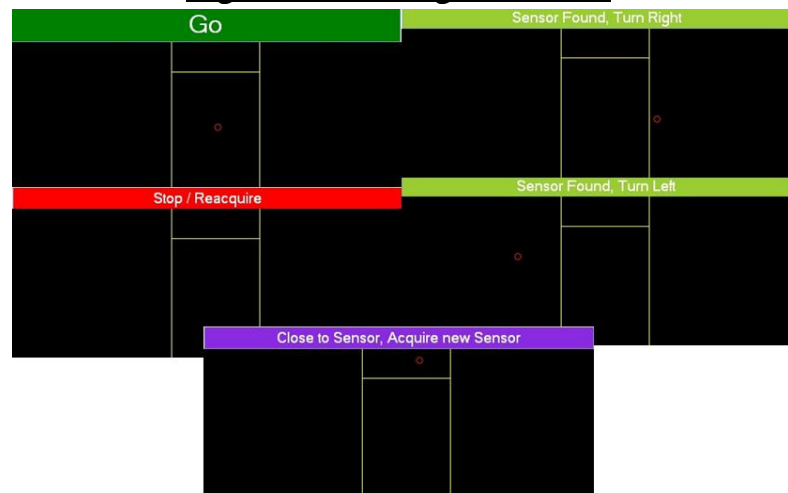 Go
Sensor Found, Turn Right
Stop / Reacquire
Sensor Found, Turn Left
Close to Sensor, Acquire new Sensor